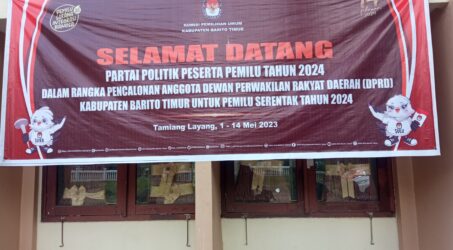 KOMISI PEMILIHAN UMUM
KABUPATEN BARITO TIMUR
SELAMAT DATANG
PARTAI POLITIK PESERTA PEMILU TAHUN 2024
DALAM RANGKA PENCALONAN ANGGOTA DEWAN PERWAKILAN RAKYAT DAERAH (DPRD)
KABUPATEN BARITO TIMUR UNTUK PEMILU SERENTAK TAHUN 2024
Tamiang Layang, 1 - 14 Mei 2023